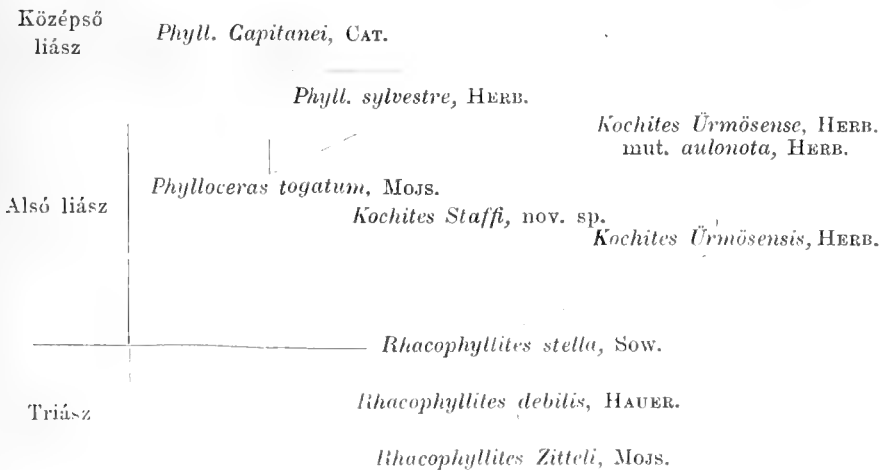 Középső
liász
Phyll. Capitanei, CAT.
Phyll. sylvestre, HERB.
Kochites Ürmösense, HERB.
mut. aulonota, HERB.
Alsó liász
Phylloceras togatum, MOJS.
Kochites Staffi, nov. sp.
Kochites Ürmösensis, HERB.
Rhacophyllites stella, SOW.
Triász
Rhacophyllites debilis, HAUER.
Rhacophyllites Zitteli, MOJS.